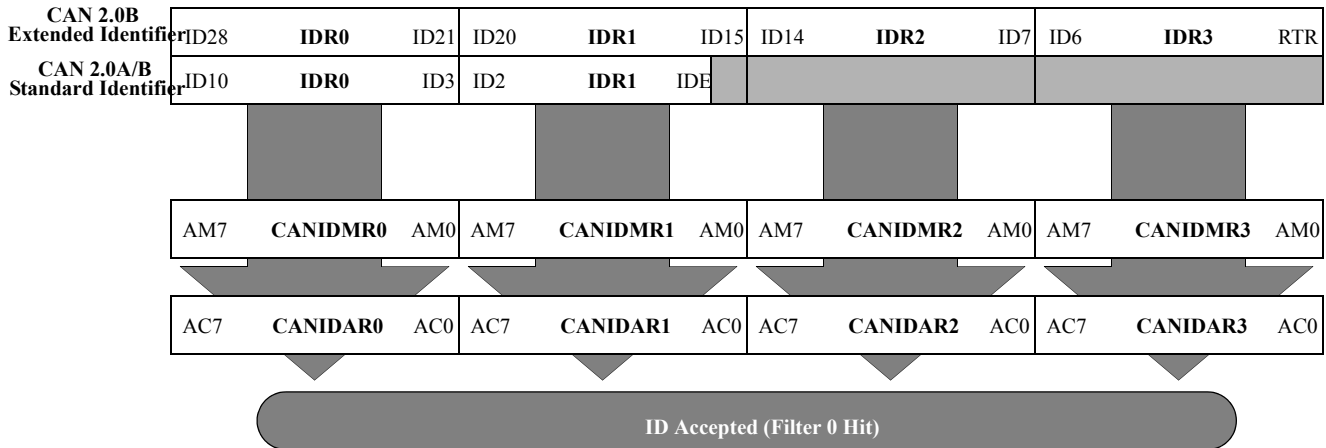 CAN 2.0B
Extended Identifier ID28 IDR0 ID21 ID20 IDR1 ID15 ID14 IDR2 ID7 ID6 IDR3 RTR
CAN 2.0A/B
Standard Identifier ID10 IDR0 ID3 ID2 IDR1 IDE
AM7 CANIDMR0 AM0 AM7 CANIDMR1 AM0 AM7 CANIDMR2 AM0 AM7 CANIDMR3 AM0
AC7 CANIDAR0 AC0 AC7 CANIDAR1 AC0 AC7 CANIDAR2 AC0 AC7 CANIDAR3 AC0
ID Accepted (Filter 0 Hit)